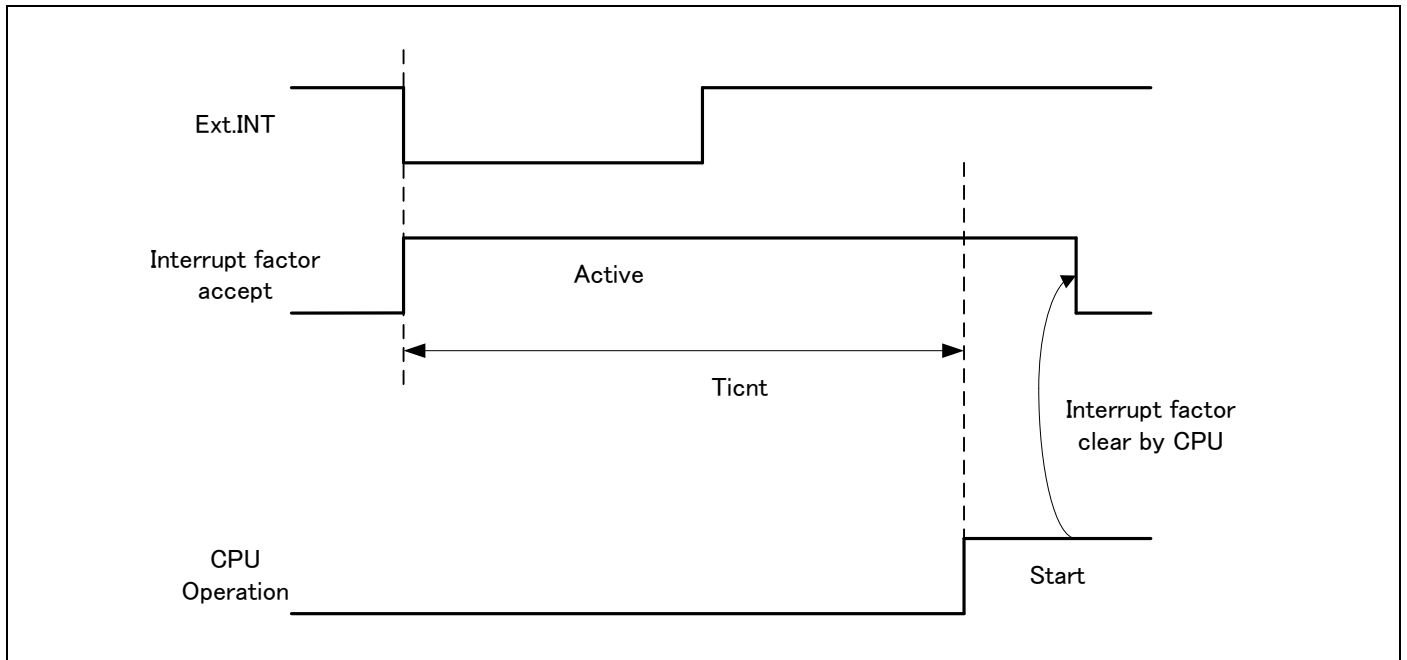 Ext.INT
Interrupt factor
accept
Active
Ticnt
Interrupt factor
clear by CPU
CPU
Operation
Start